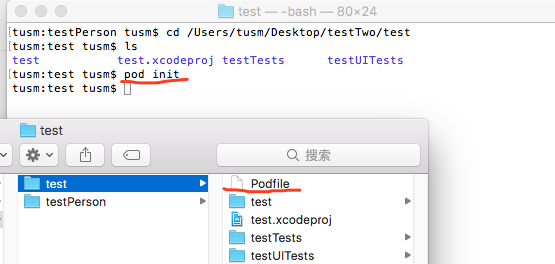 test — -bash — 80×24
[tusm:testPerson tusm$ cd /Users/tusm/Desktop/testTwo/test
[tusm:test tusm$ ls
test test.xcodeproj testTests testUITests
[tusm:test tusm$ pod init
tusm:test tusm$
test
搜索
test
Podfile
testPerson
test
test.xcodeproj
testTests
testUITests